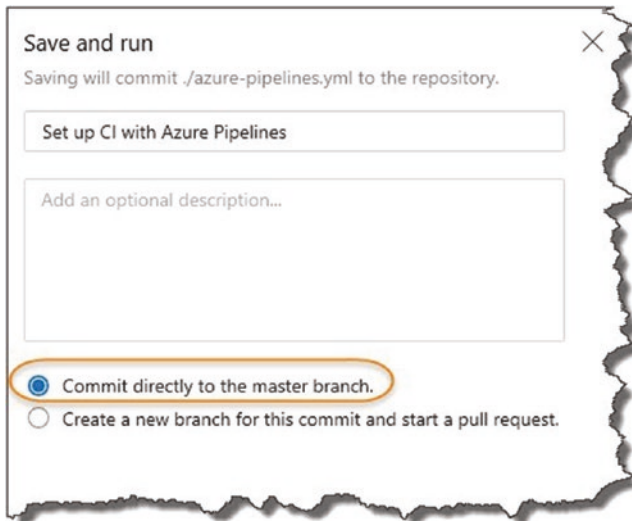 Save and run
Saving will commit ./azure-pipelines.yml to the repository.
Set up CI with Azure Pipelines
Add an optional description...
Commit directly to the master branch.
Create a new branch for this commit and start a pull request.